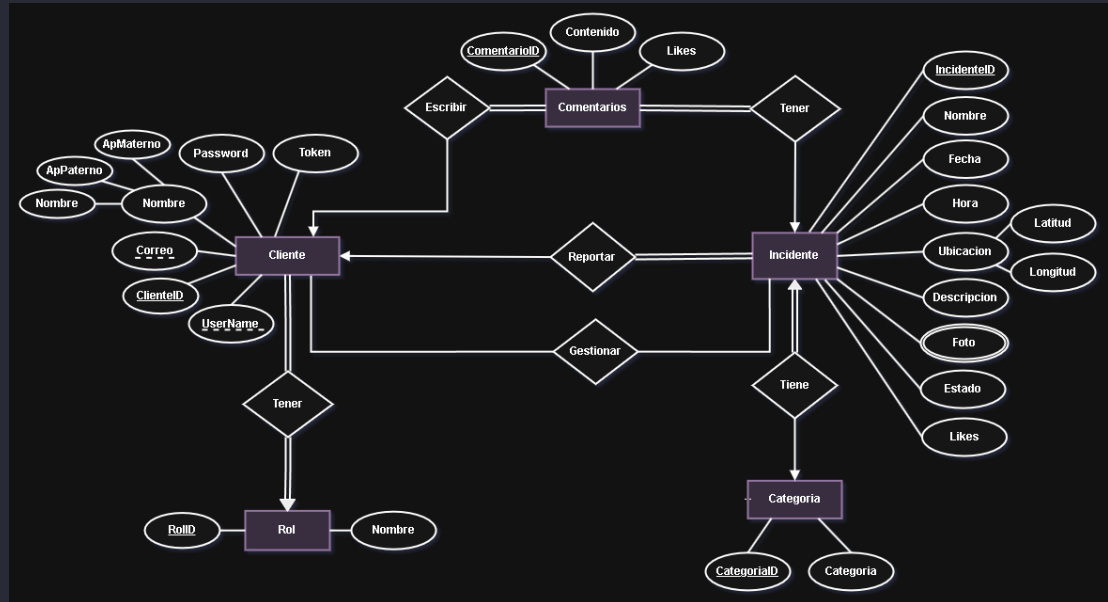 Contenido
ComentarioID
Likes
Comentarios
Escribir
Tener
IncidenteID
Nombre
Fecha
Hora
Ubicacion
Latitud
Longitud
Descripcion
Foto
Estado
Likes
Incidente
ApMaterno
ApPaterno
Nombre
Nombre
Password
Token
Correo
ClienteID
UserName
Cliente
Reportar
Gestionar
Tener
Tiene
RolID
Rol
Nombre
Categoria
CategoriaID
Categoria